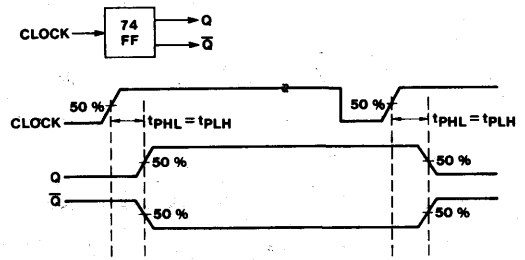 CLOCK
74
FF
Q
Q̅
50 %
CLOCK
tPHL = tPLH
50 %
tPHL = tPLH
Q
50 %
50 %
Q̅
50 %
50 %